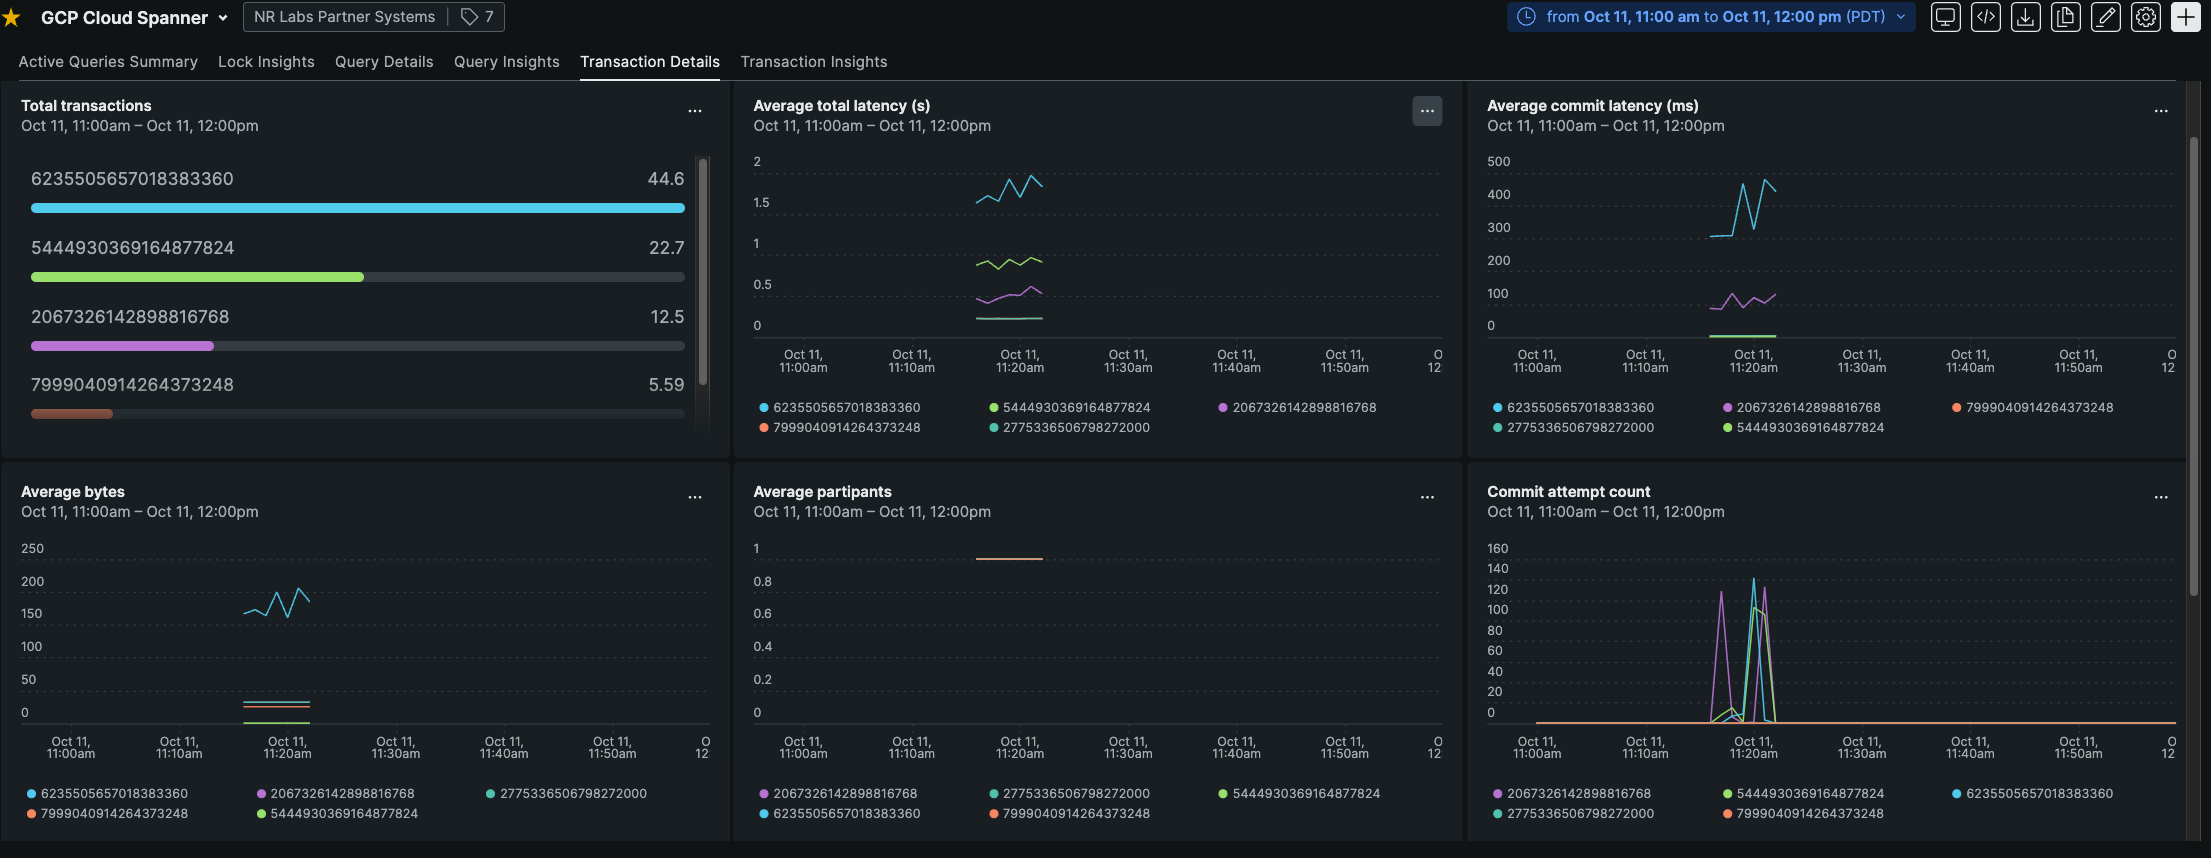 GCP Cloud Spanner
NR Labs Partner Systems 7
from Oct 11, 11:00 am to Oct 11, 12:00 pm (PDT)
Active Queries Summary Lock Insights Query Details Query Insights Transaction Details Transaction Insights
Total transactions
Oct 11, 11:00am – Oct 11, 12:00pm
6235505657018383360 44.6
5444930369164877824 22.7
2067326142898816768 12.5
7999040914264373248 5.59
Average total latency (s)
Oct 11, 11:00am – Oct 11, 12:00pm
2
1.5
1
0.5
0
Oct 11, Oct 11, Oct 11, Oct 11, Oct 11, Oct 11, O
11:00am 11:10am 11:20am 11:30am 11:40am 11:50am 12:
6235505657018383360 5444930369164877824 2067326142898816768
7999040914264373248 2775336506798272000
Average commit latency (ms)
Oct 11, 11:00am – Oct 11, 12:00pm
500
400
300
200
100
0
Oct 11, Oct 11, Oct 11, Oct 11, Oct 11, Oct 11, O
11:00am 11:10am 11:20am 11:30am 11:40am 11:50am 12
6235505657018383360 2067326142898816768 7999040914264373248
2775336506798272000 5444930369164877824
Average bytes
Oct 11, 11:00am – Oct 11, 12:00pm
250
200
150
100
50
0
Oct 11, Oct 11, Oct 11, Oct 11, Oct 11, Oct 11, O
11:00am 11:10am 11:20am 11:30am 11:40am 11:50am 12:
6235505657018383360 2067326142898816768 2775336506798272000
7999040914264373248 5444930369164877824
Average partipants
Oct 11, 11:00am – Oct 11, 12:00pm
1
0.8
0.6
0.4
0.2
0
Oct 11, Oct 11, Oct 11, Oct 11, Oct 11, Oct 11, O
11:00am 11:10am 11:20am 11:30am 11:40am 11:50am 12:
2067326142898816768 2775336506798272000 5444930369164877824
6235505657018383360 7999040914264373248
Commit attempt count
Oct 11, 11:00am – Oct 11, 12:00pm
160
140
120
100
80
60
40
20
0
Oct 11, Oct 11, Oct 11, Oct 11, Oct 11, Oct 11, O
11:00am 11:10am 11:20am 11:30am 11:40am 11:50am 12
2067326142898816768 5444930369164877824 6235505657018383360
2775336506798272000 7999040914264373248